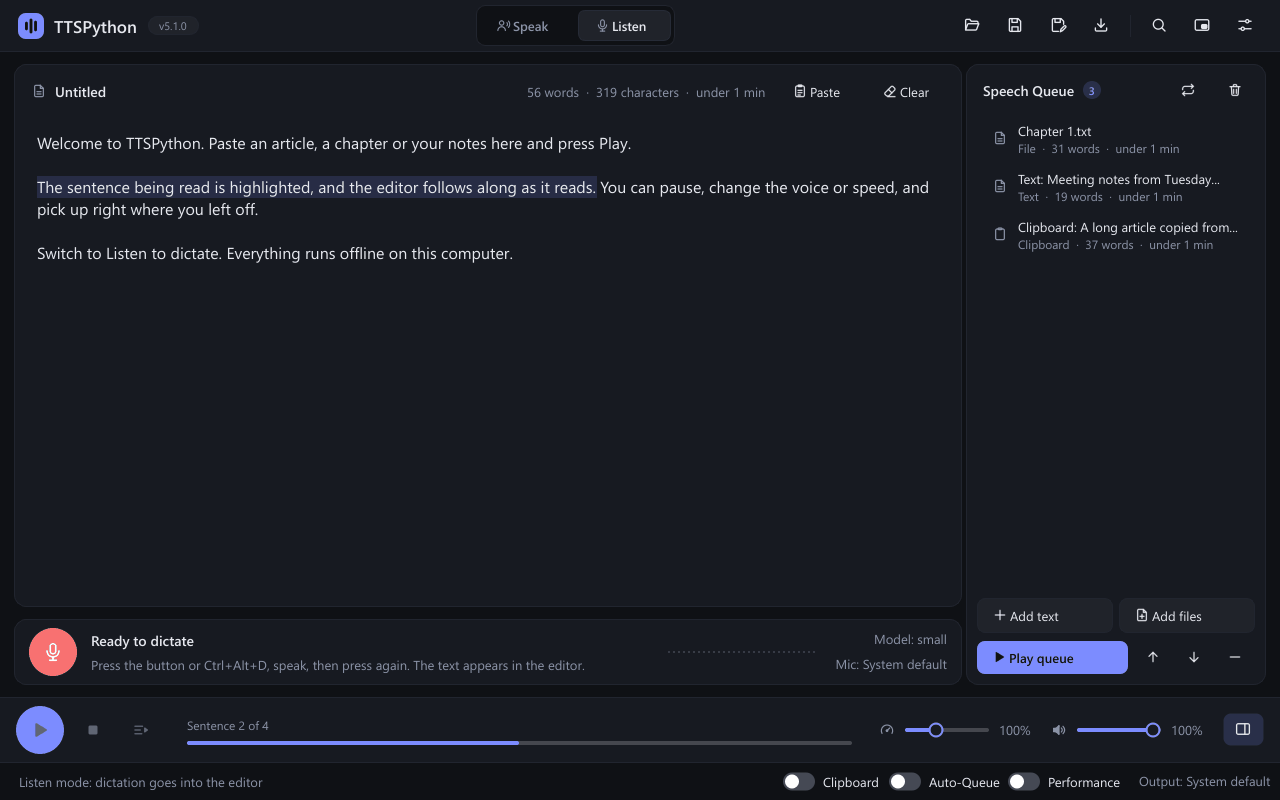 TTSPython v5.1.0 Speak Listen
Untitled 56 words · 319 characters · under 1 min Paste Clear
Welcome to TTSPython. Paste an article, a chapter or your notes here and press Play.
The sentence being read is highlighted, and the editor follows along as it reads. You can pause, change the voice or speed, and
pick up right where you left off.
Switch to Listen to dictate. Everything runs offline on this computer.
Speech Queue 3
Chapter 1.txt
File · 31 words · under 1 min
Text: Meeting notes from Tuesday...
Text · 19 words · under 1 min
Clipboard: A long article copied from...
Clipboard · 37 words · under 1 min
Add text Add files
Play queue
Ready to dictate
Press the button or Ctrl+Alt+D, speak, then press again. The text appears in the editor.
Model: small
Mic: System default
Sentence 2 of 4
100% 100%
Listen mode: dictation goes into the editor Clipboard Auto-Queue Performance Output: System default